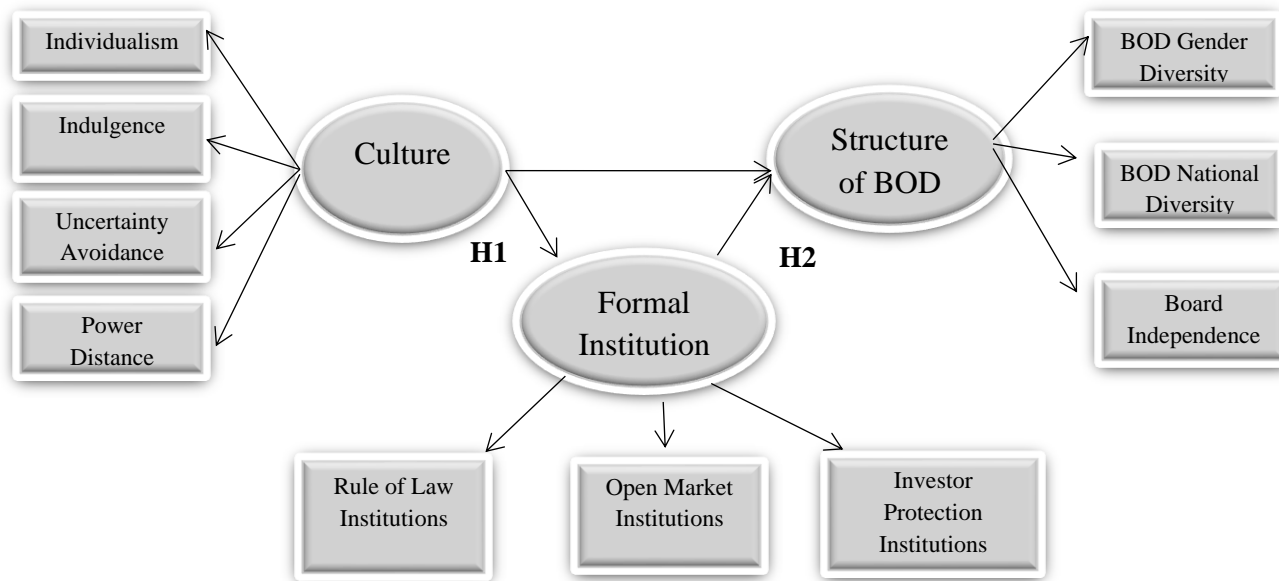 Individualism
Indulgence
Uncertainty
Avoidance
Power
Distance
Culture
H1
Formal
Institution
H2
Structure
of BOD
BOD Gender
Diversity
BOD National
Diversity
Board
Independence
Rule of Law
Institutions
Open Market
Institutions
Investor
Protection
Institutions